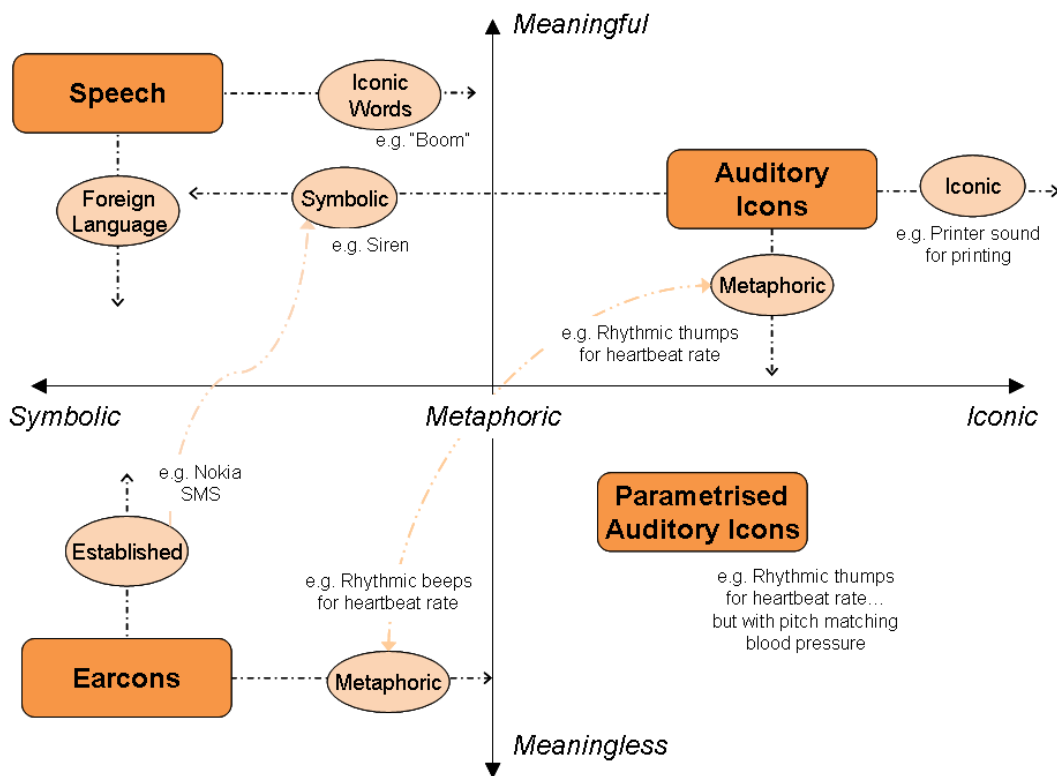 Meaningful
Speech
Iconic
Words
e.g. "Boom"
Foreign
Language
Symbolic
e.g. Siren
Auditory
Icons
Iconic
e.g. Printer sound
for printing
Metaphoric
e.g. Rhythmic thumps
for heartbeat rate
Symbolic
Metaphoric
Iconic
e.g. Nokia
SMS
Established
Parametrised
Auditory Icons
e.g. Rhythmic beeps
for heartbeat rate
e.g. Rhythmic thumps
for heartbeat rate...
but with pitch matching
blood pressure
Earcons
Metaphoric
Meaningless